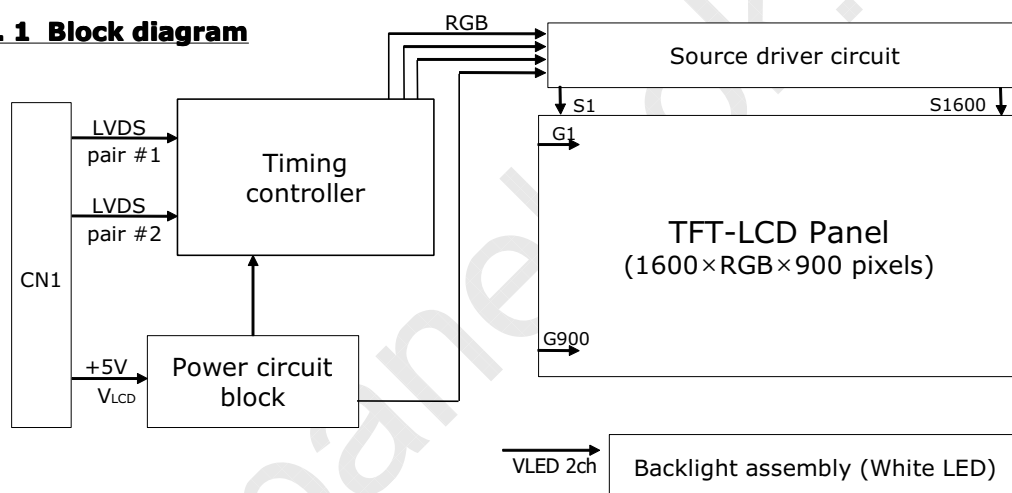 . 1 Block diagram
RGB
Source driver circuit
S1
S1600
LVDS
pair #1
Timing
controller
G1
LVDS
pair #2
TFT-LCD Panel
(1600×RGB×900 pixels)
CN1
G900
+5V
VLCD
Power circuit
block
VLED 2ch
Backlight assembly (White LED)